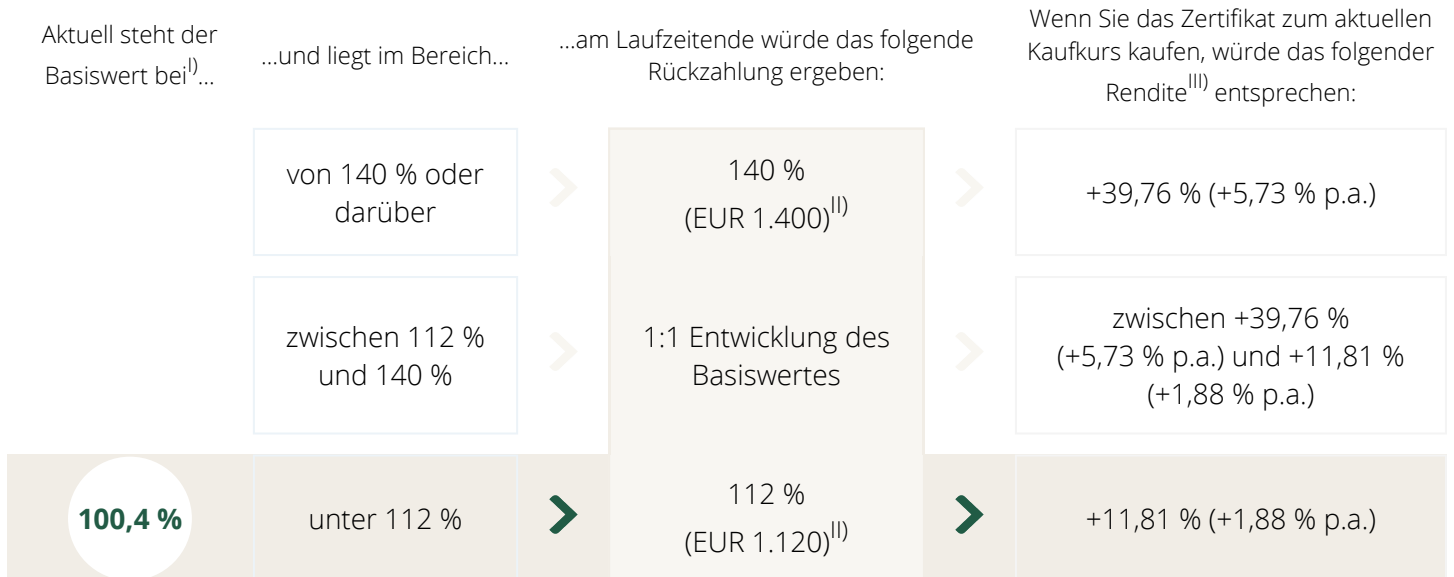 Aktuell steht der
Basiswert bei^I)...
...und liegt im Bereich...
...am Laufzeitende würde das folgende
Rückzahlung ergeben:
Wenn Sie das Zertifikat zum aktuellen
Kaufkurs kaufen, würde das folgender
Rendite^III) entsprechen:
von 140 % oder
darüber
140 %
(EUR 1.400)^II)
+39,76 % (+5,73 % p.a.)
zwischen 112 %
und 140 %
1:1 Entwicklung des
Basiswertes
zwischen +39,76 %
(+5,73 % p.a.) und +11,81 %
(+1,88 % p.a.)
100,4 %
unter 112 %
112 %
(EUR 1.120)^II)
+11,81 % (+1,88 % p.a.)